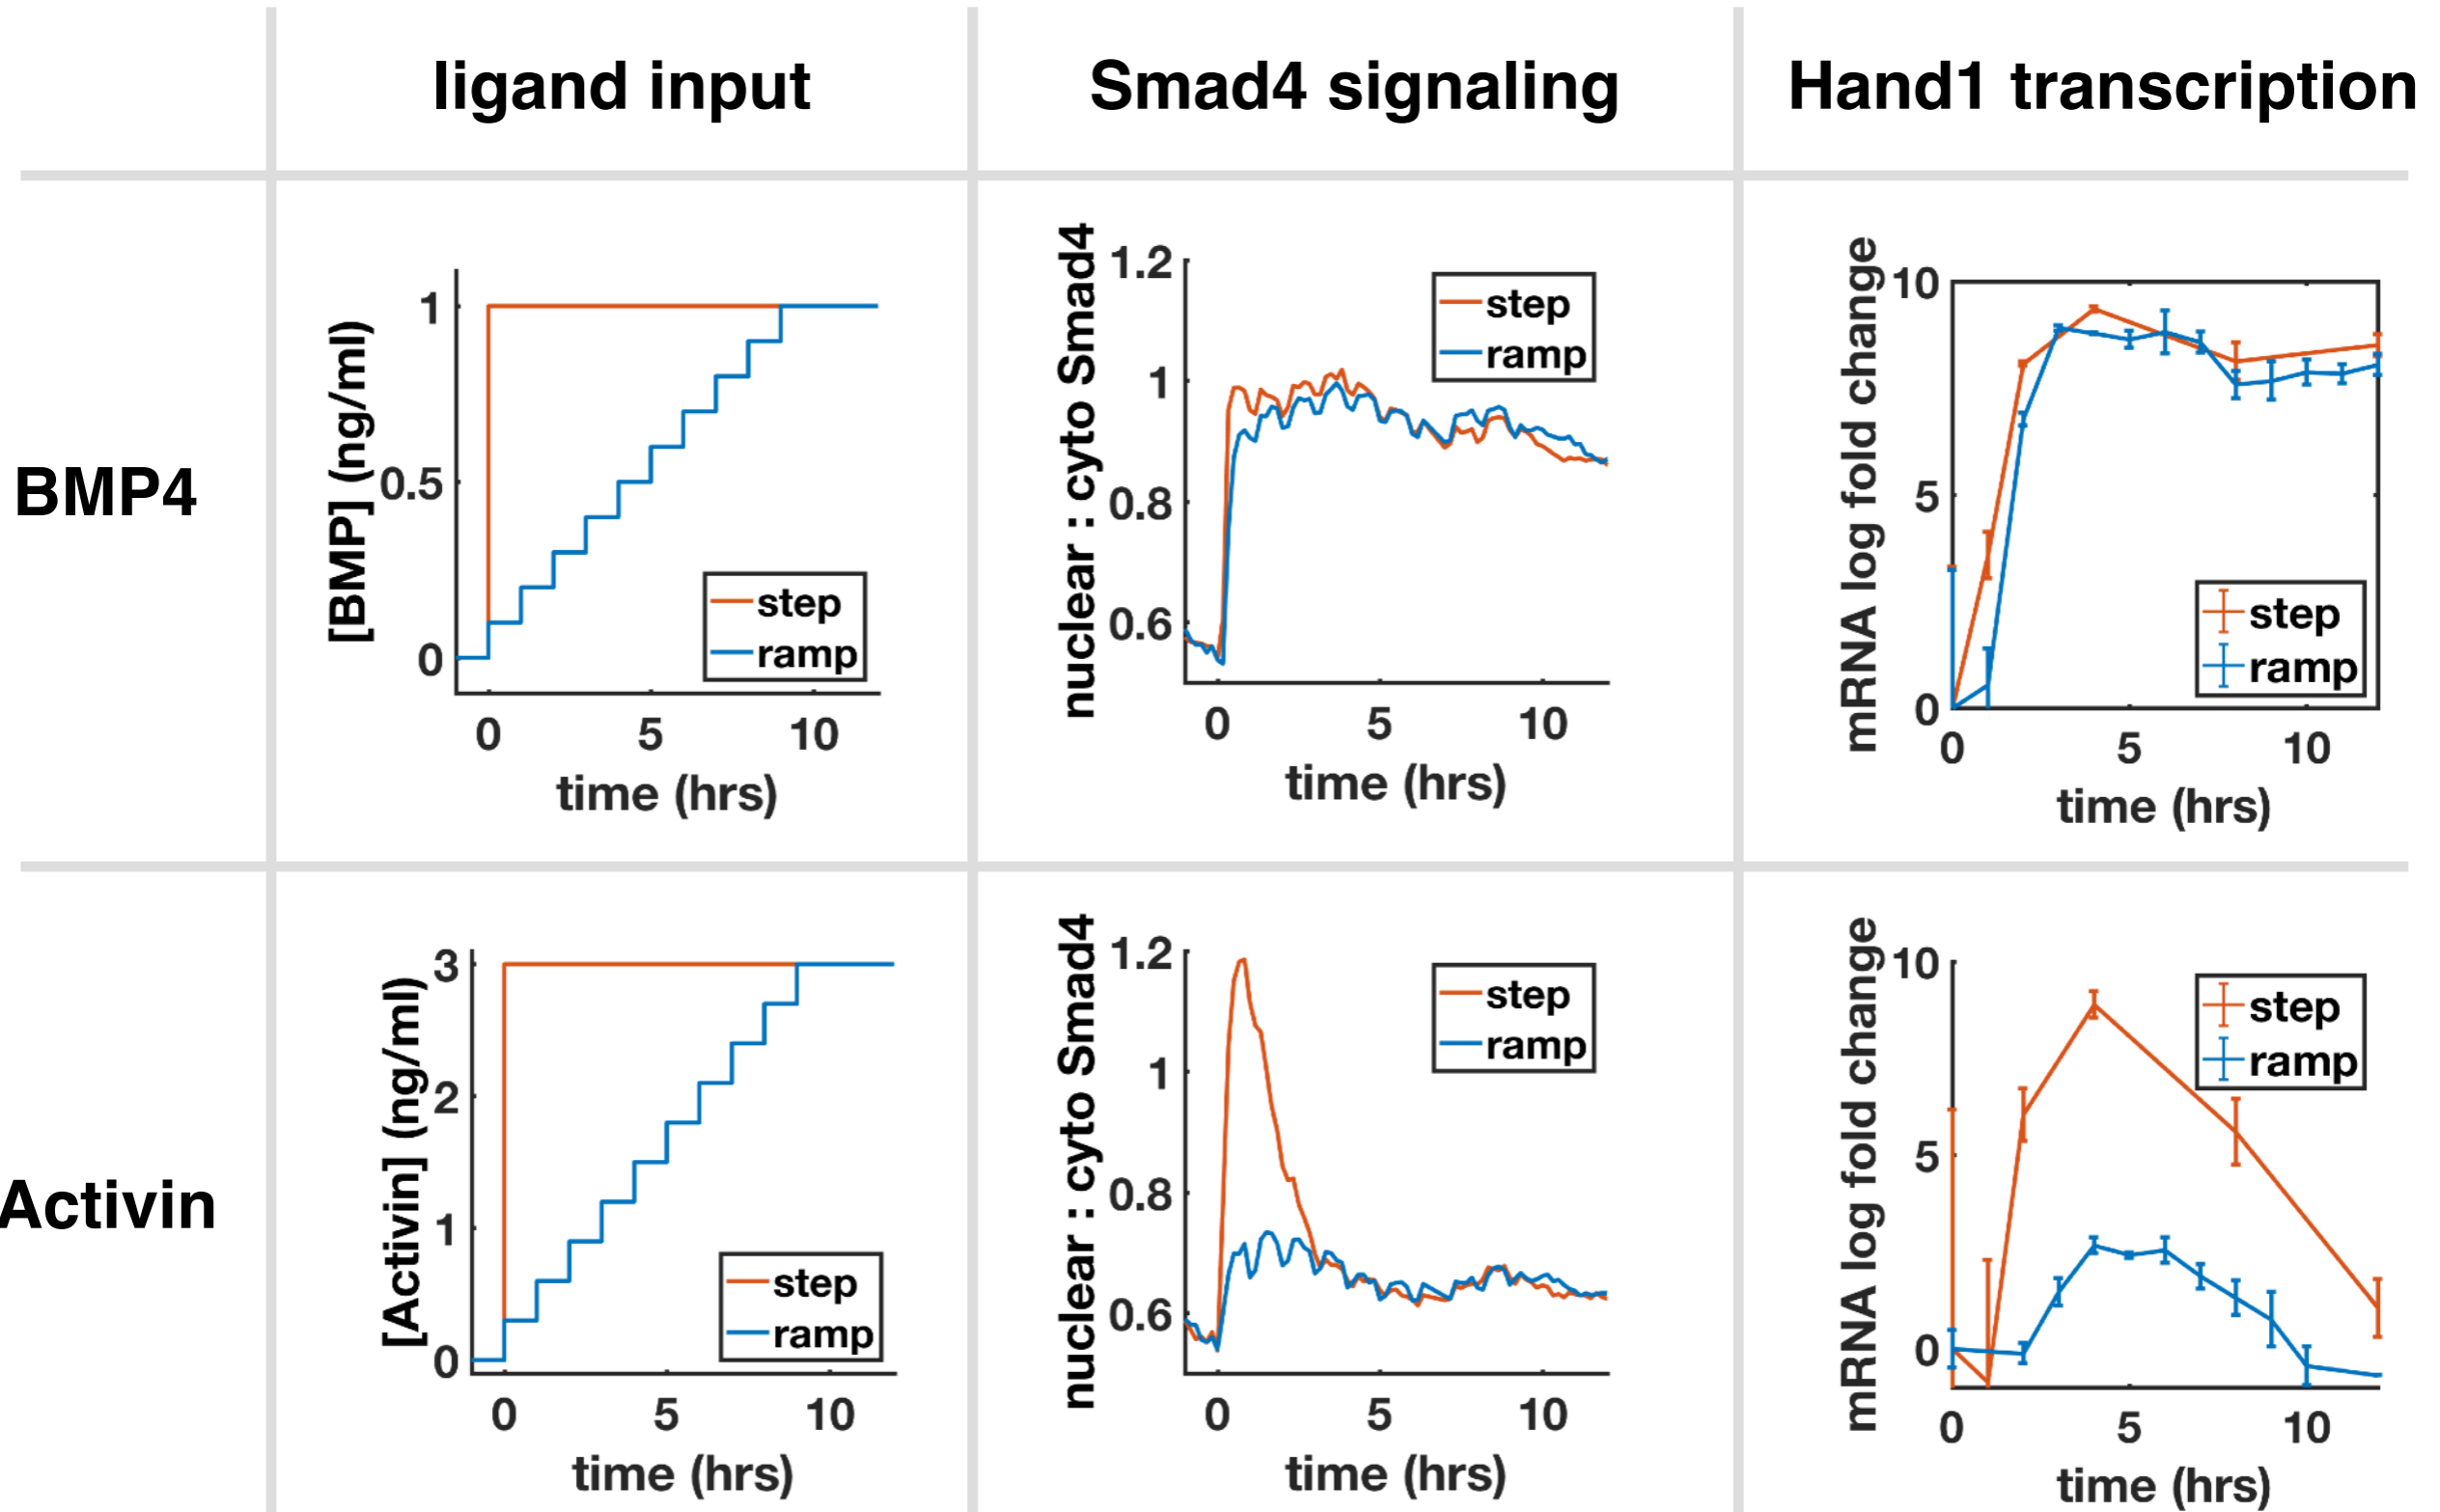 ligand input
Smad4 signaling
Hand1 transcription
BMP4
[BMP] (ng/ml)
1
0.5
0
step
ramp
0 5 10
time (hrs)
nuclear : cyto Smad4
1.2
1
0.8
0.6
step
ramp
0 5 10
time (hrs)
mRNA log fold change
10
5
0
step
ramp
0 5 10
time (hrs)
Activin
[Activin] (ng/ml)
3
2
1
0
step
ramp
0 5 10
time (hrs)
nuclear : cyto Smad4
1.2
1
0.8
0.6
step
ramp
0 5 10
time (hrs)
mRNA log fold change
10
5
0
step
ramp
0 5 10
time (hrs)